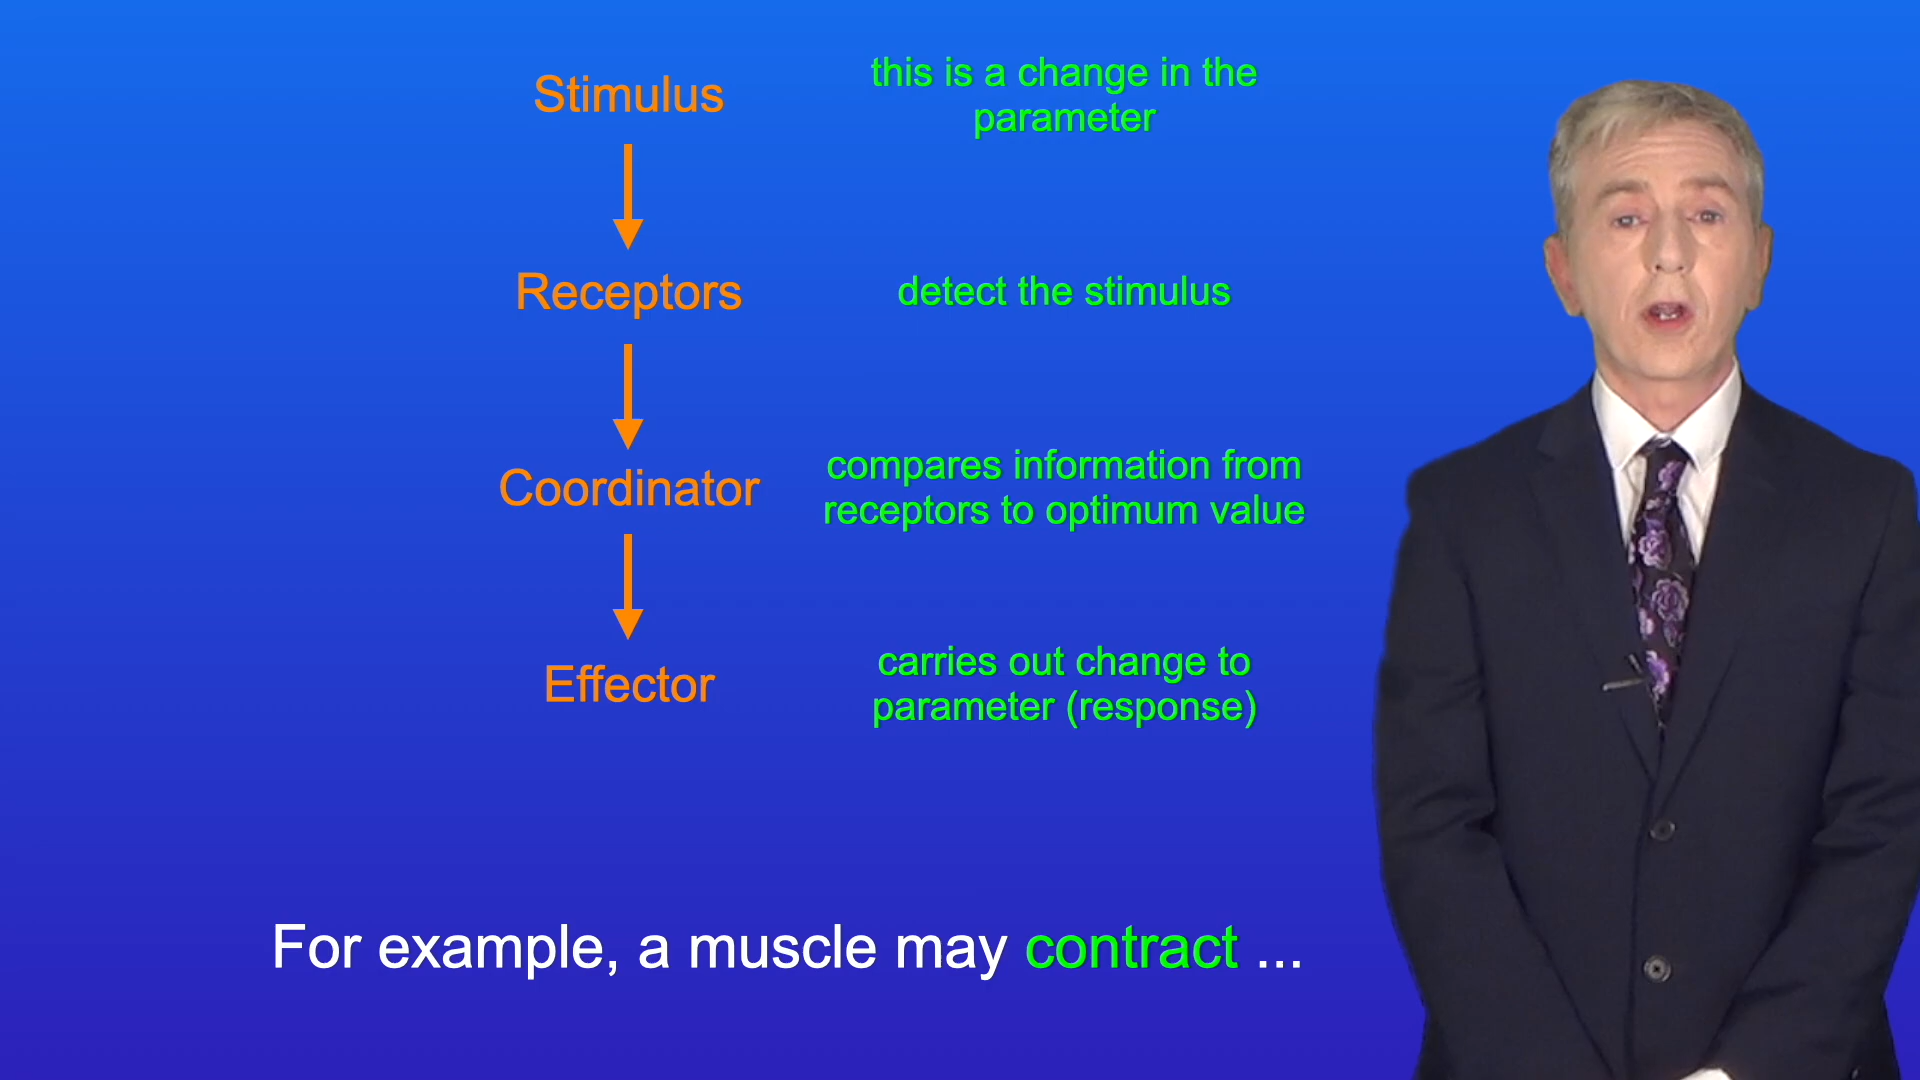 Stimulus
this is a change in the
parameter
Receptors
detect the stimulus
Coordinator
compares information from
receptors to optimum value
Effector
carries out change to
parameter (response)
For example, a muscle may contract ...